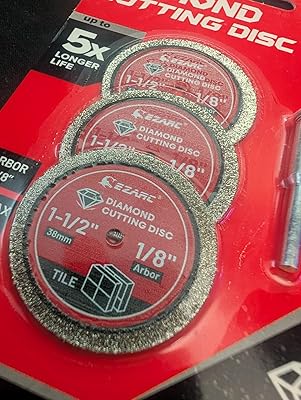 DIAMOND
CUTTING DISC
up to
5X
LONGER
LIFE
EZARC
DIAMOND
CUTTING DISC
1-1/2" 1/8"
EZARC
DIAMOND
CUTTING DISC
1-1/2" 1/8"
ARBOR
EZARC
DIAMOND
CUTTING DISC
1-1/2"
38mm
1/8"
Arbor
TILE